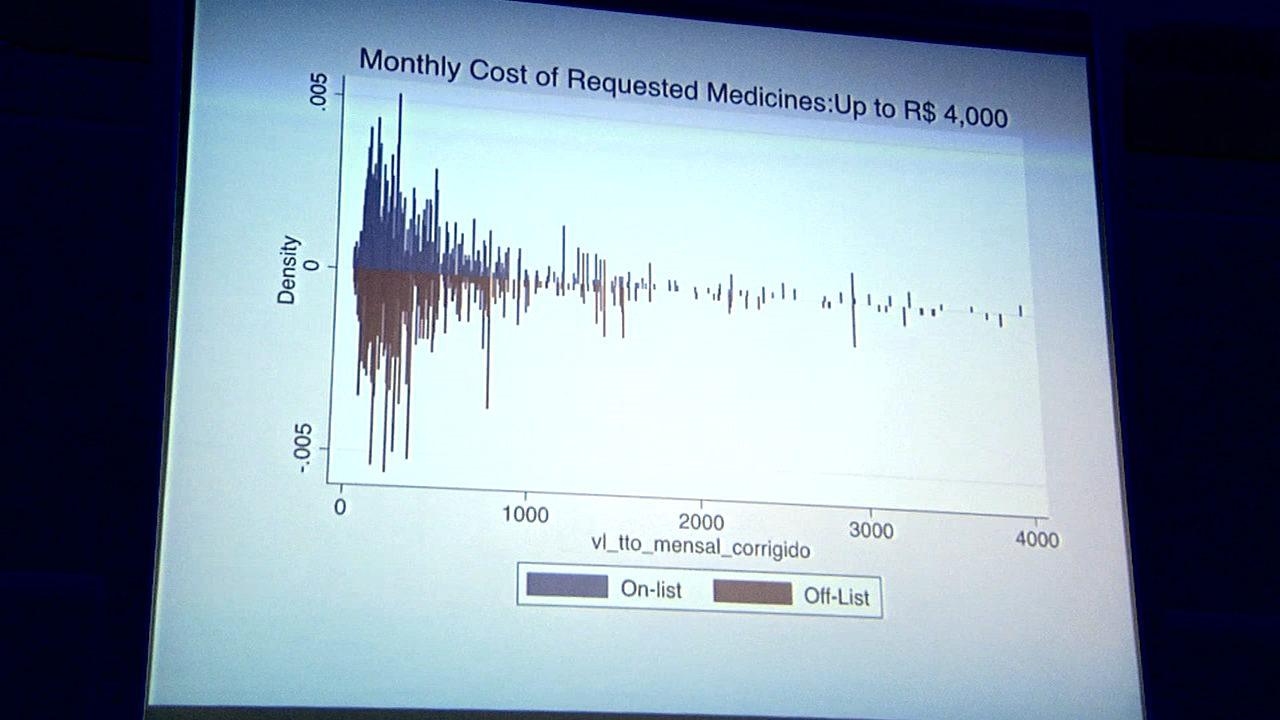 Monthly Cost of Requested Medicines:Up to R$ 4,000
Density
.005
0
-.005
0 1000 2000 3000 4000
vl_tto_mensal_corrigido
On-list Off-List